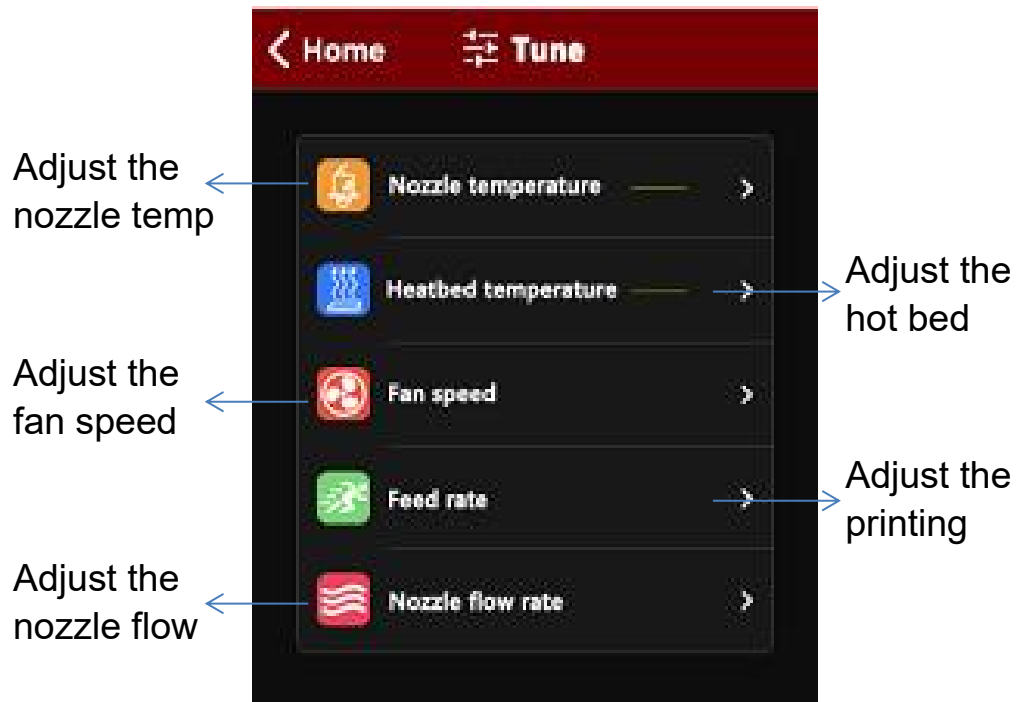 Home
Tune
Adjust the
nozzle temp
Nozzle temperature
Heatbed temperature
Adjust the
hot bed
Adjust the
fan speed
Fan speed
Feed rate
Adjust the
printing
Adjust the
nozzle flow
Nozzle flow rate